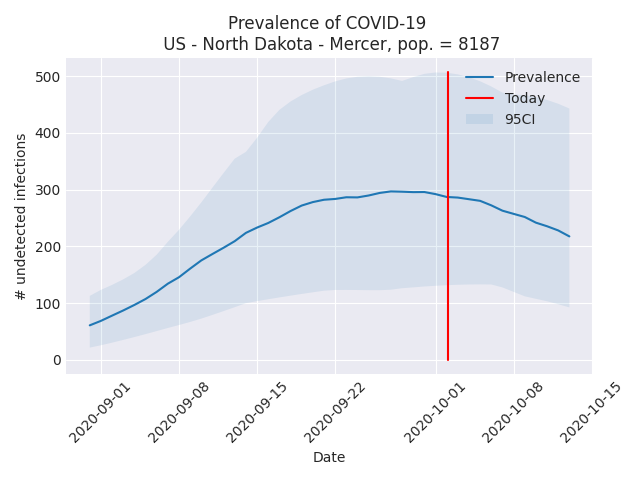 Prevalence of COVID-19
US - North Dakota - Mercer, pop. = 8187
500
400
300
200
100
0
# undetected infections
Prevalence
Today
95CI
2020-09-01
2020-09-08
2020-09-15
2020-09-22
2020-10-01
2020-10-08
2020-10-15
Date